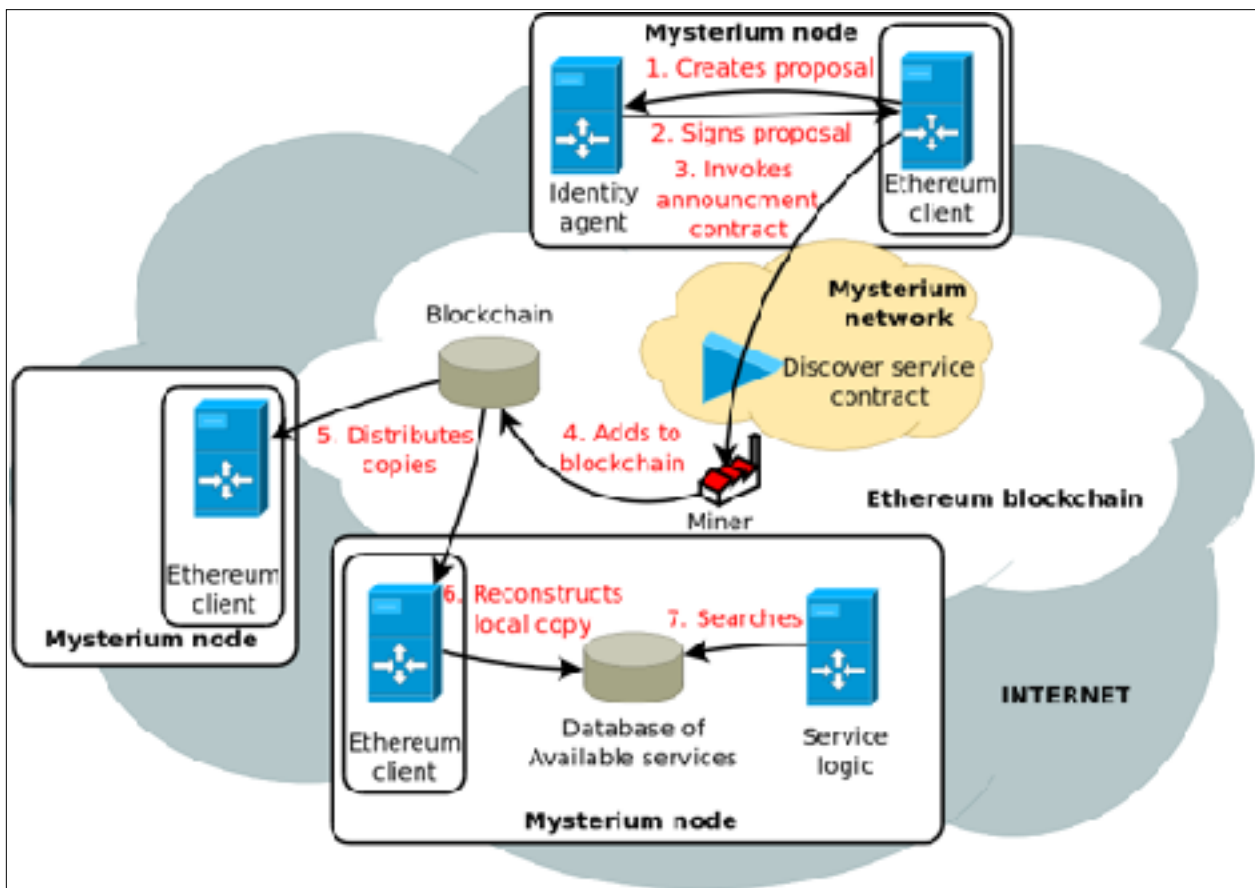 Mysterium node
1. Creates proposal
2. Signs proposal
3. Invokes
announcment
contract
Identity
agent
Ethereum
client
Mysterium
network
Discover service
contract
Blockchain
4. Adds to
blockchain
Miner
Ethereum blockchain
5. Distributes
copies
Ethereum
client
Mysterium node
6. Reconstructs
local copy
7. Searches
Ethereum
client
Database of
Available services
Service
logic
Mysterium node
INTERNET